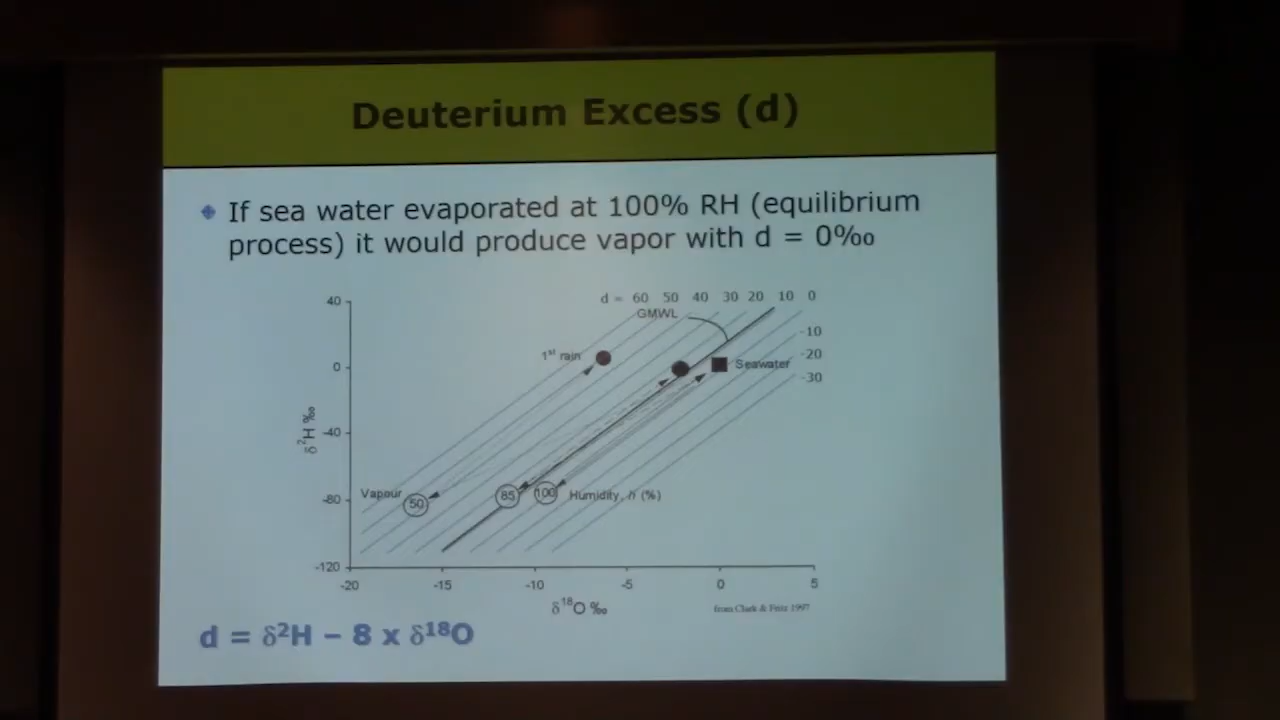 Deuterium Excess (d)
If sea water evaporated at 100% RH (equilibrium
process) it would produce vapor with d = 0‰
d = 60 50 40 30 20 10 0
GMWL
-10
-20
-30
1st rain
Seawater
Vapour
50
85
100
Humidity, h (%)
40
0
-40
-80
-120
δ²H ‰
-20 -15 -10 -5 0 5
δ¹⁸O ‰
from Clark & Fritz 1997
d = δ²H – 8 x δ¹⁸O